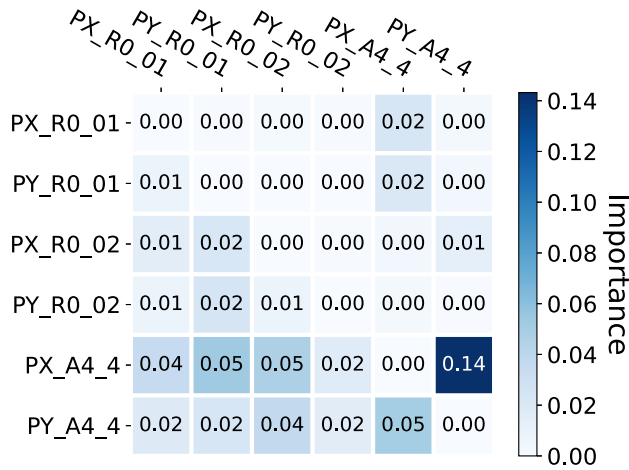 PX_R0_01 PY_R0_01 PX_R0_02 PY_R0_02 PX_A4_4 PY_A4_4
PX_R0_01 0.00 0.00 0.00 0.00 0.02 0.00
PY_R0_01 0.01 0.00 0.00 0.00 0.02 0.00
PX_R0_02 0.01 0.02 0.00 0.00 0.00 0.01
PY_R0_02 0.01 0.02 0.01 0.00 0.00 0.00
PX_A4_4 0.04 0.05 0.05 0.02 0.00 0.14
PY_A4_4 0.02 0.02 0.04 0.02 0.05 0.00
0.14
0.12
0.10
0.08
0.06
0.04
0.02
0.00
Importance